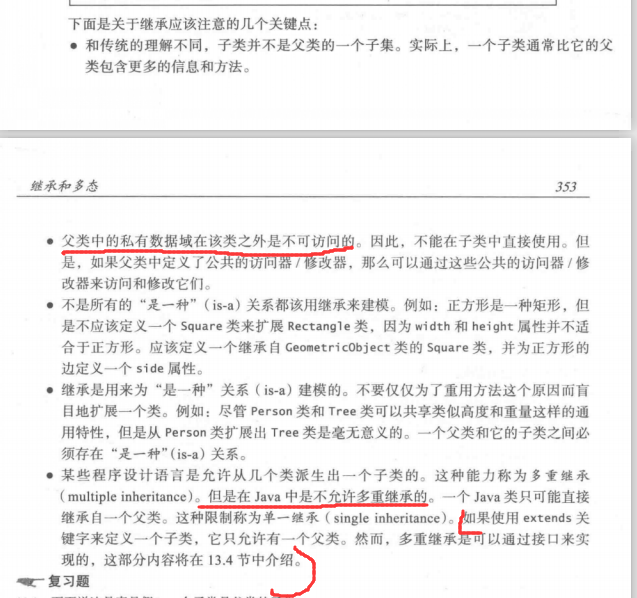 下面是关于继承应该注意的几个关键点：
● 和传统的理解不同，子类并不是父类的一个子集。实际上，一个子类通常比它的父
类包含更多的信息和方法。
继承和多态 353
● 父类中的私有数据域在该类之外是不可访问的。因此，不能在子类中直接使用。但
是，如果父类中定义了公共的访问器/修改器，那么可以通过这些公共的访问器/修
改器来访问和修改它们。
● 不是所有的“是一种”（is-a）关系都该用继承来建模。例如：正方形是一种矩形，但
是不应该定义一个 Square 类来扩展 Rectangle 类，因为 width 和 height 属性并不适
合于正方形。应该定义一个继承自 GeometricObject 类的 Square 类，并为正方形的
边定义一个 side 属性。
● 继承是用来为“是一种”关系（is-a）建模的。不要仅仅为了重用方法这个原因而盲
目地扩展一个类。例如：尽管 Person 类和 Tree 类可以共享类似高度和重量这样的通
用特性，但是从 Person 类扩展出 Tree 类是毫无意义的。一个父类和它的子类之间必
须存在“是一种”（is-a）关系。
● 某些程序设计语言是允许从几个类派生出一个子类的。这种能力称为多重继承
（multiple inheritance）。但是在 Java 中是不允许多重继承的。一个 Java 类只可能直接
继承自一个父类。这种限制称为单一继承（single inheritance）。如果使用 extends 关
键字来定义一个子类，它只允许有一个父类。然而，多重继承是可以通过接口来实
现的，这部分内容将在 13.4 节中介绍。
复习题